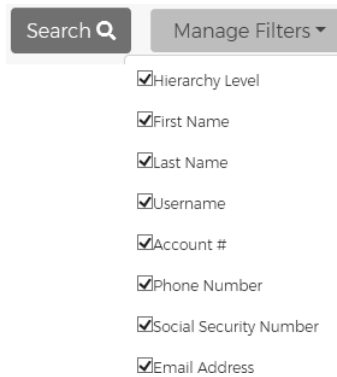 Search
Manage Filters
Hierarchy Level
First Name
Last Name
Username
Account #
Phone Number
Social Security Number
Email Address